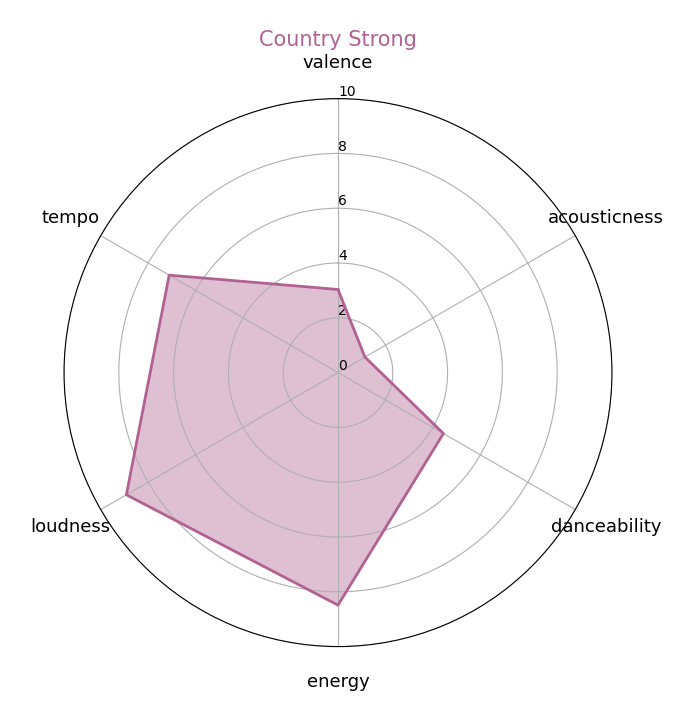 Country Strong
valence
10
8
tempo
6
acousticness
4
2
0
loudness
danceability
energy